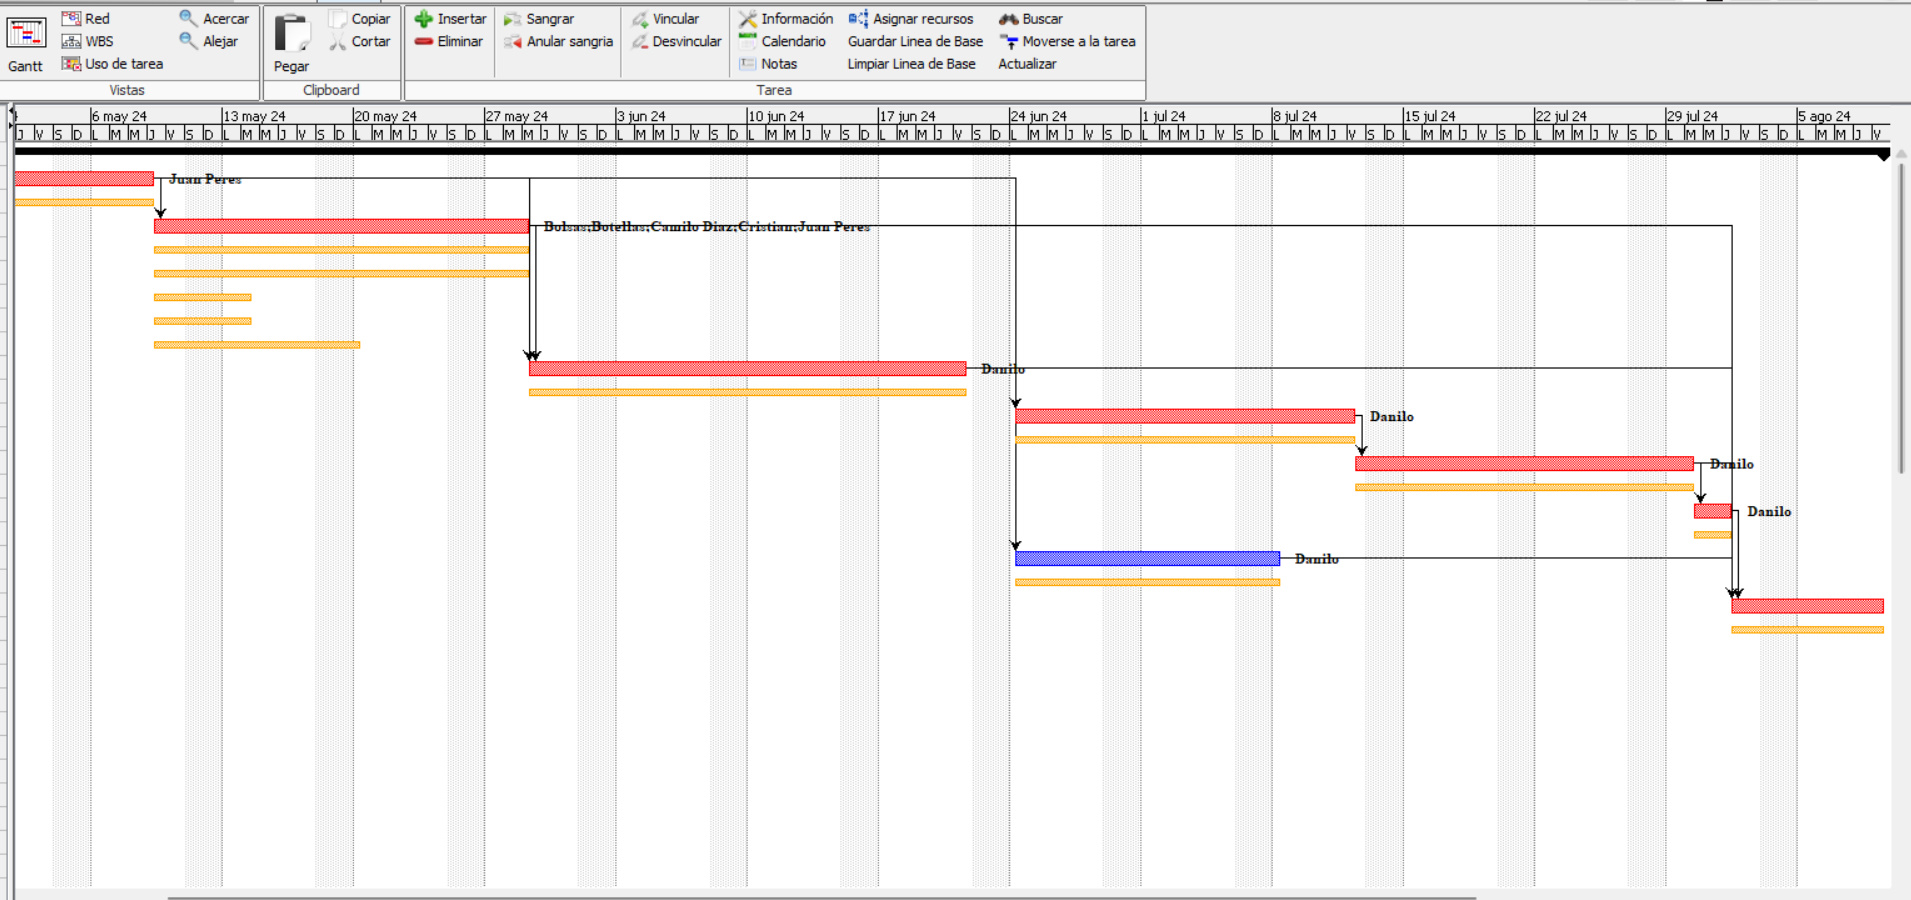 Red Acercar Copiar Insertar Sangrar Vincular Información Asignar recursos Buscar
WBS Alejar Cortar Eliminar Anular sangria Desvincular Calendario Guardar Linea de Base Moverse a la tarea
Gantt Uso de tarea Pegar Notas Limpiar Linea de Base Actualizar
Vistas Clipboard Tarea
6 may 24 13 may 24 20 may 24 27 may 24 3 jun 24 10 jun 24 17 jun 24 24 jun 24 1 jul 24 8 jul 24 15 jul 24 22 jul 24 29 jul 24 5 ago 24
J V S D L M M J V S D L M M J V S D L M M J V S D L M M J V S D L M M J V S D L M M J V S D L M M J V S D L M M J V S D L M M J V S D L M M J V S D L M M J V S D L M M J V S D L M M J V S D L M M J V
Juan Peres
Bolsas;Botellas;Camilo Diaz;Cristian;Juan Peres
Danilo
Danilo
Danilo
Danilo
Danilo